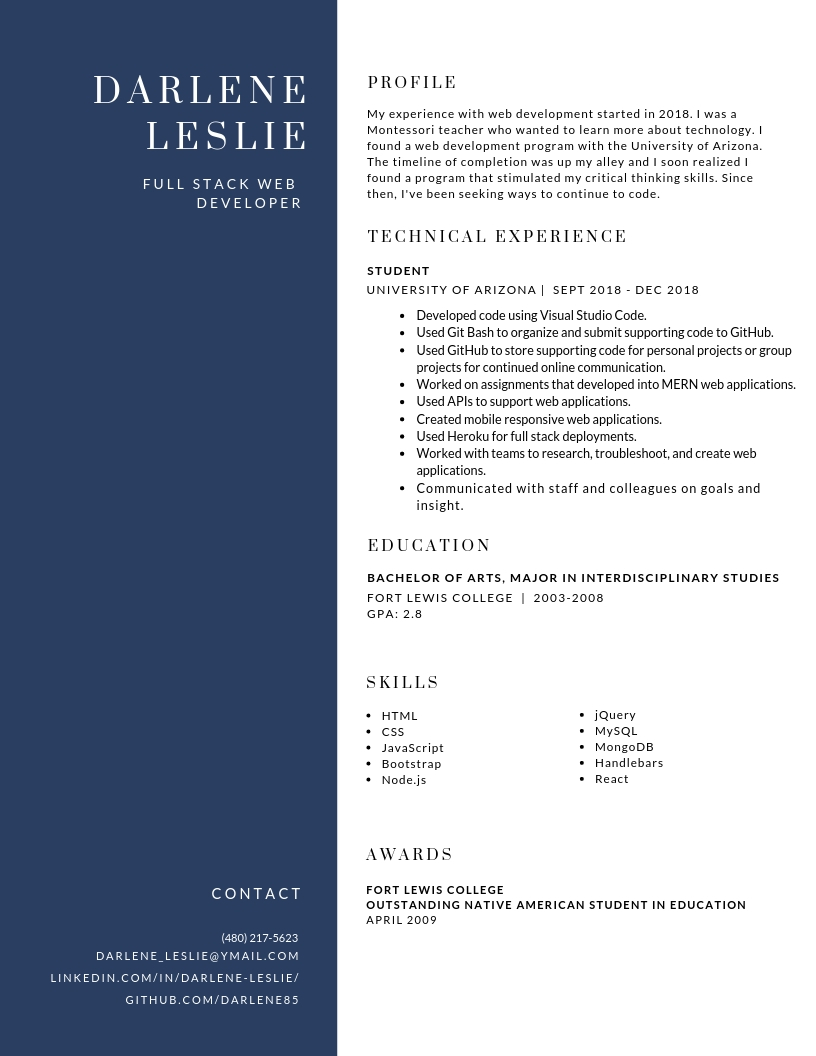 DARLENE
LESLIE
FULL STACK WEB
DEVELOPER
CONTACT
(480) 217-5623
DARLENE_LESLIE@YMAIL.COM
LINKEDIN.COM/IN/DARLENE-LESLIE/
GITHUB.COM/DARLENE85
PROFILE
My experience with web development started in 2018. I was a
Montessori teacher who wanted to learn more about technology. I
found a web development program with the University of Arizona.
The timeline of completion was up my alley and I soon realized I
found a program that stimulated my critical thinking skills. Since
then, I've been seeking ways to continue to code.
TECHNICAL EXPERIENCE
STUDENT
UNIVERSITY OF ARIZONA | SEPT 2018 - DEC 2018
• Developed code using Visual Studio Code.
• Used Git Bash to organize and submit supporting code to GitHub.
• Used GitHub to store supporting code for personal projects or group
projects for continued online communication.
• Worked on assignments that developed into MERN web applications.
• Used APIs to support web applications.
• Created mobile responsive web applications.
• Used Heroku for full stack deployments.
• Worked with teams to research, troubleshoot, and create web
applications.
• Communicated with staff and colleagues on goals and
insight.
EDUCATION
BACHELOR OF ARTS, MAJOR IN INTERDISCIPLINARY STUDIES
FORT LEWIS COLLEGE | 2003-2008
GPA: 2.8
SKILLS
• HTML
• CSS
• JavaScript
• Bootstrap
• Node.js
• jQuery
• MySQL
• MongoDB
• Handlebars
• React
AWARDS
FORT LEWIS COLLEGE
OUTSTANDING NATIVE AMERICAN STUDENT IN EDUCATION
APRIL 2009